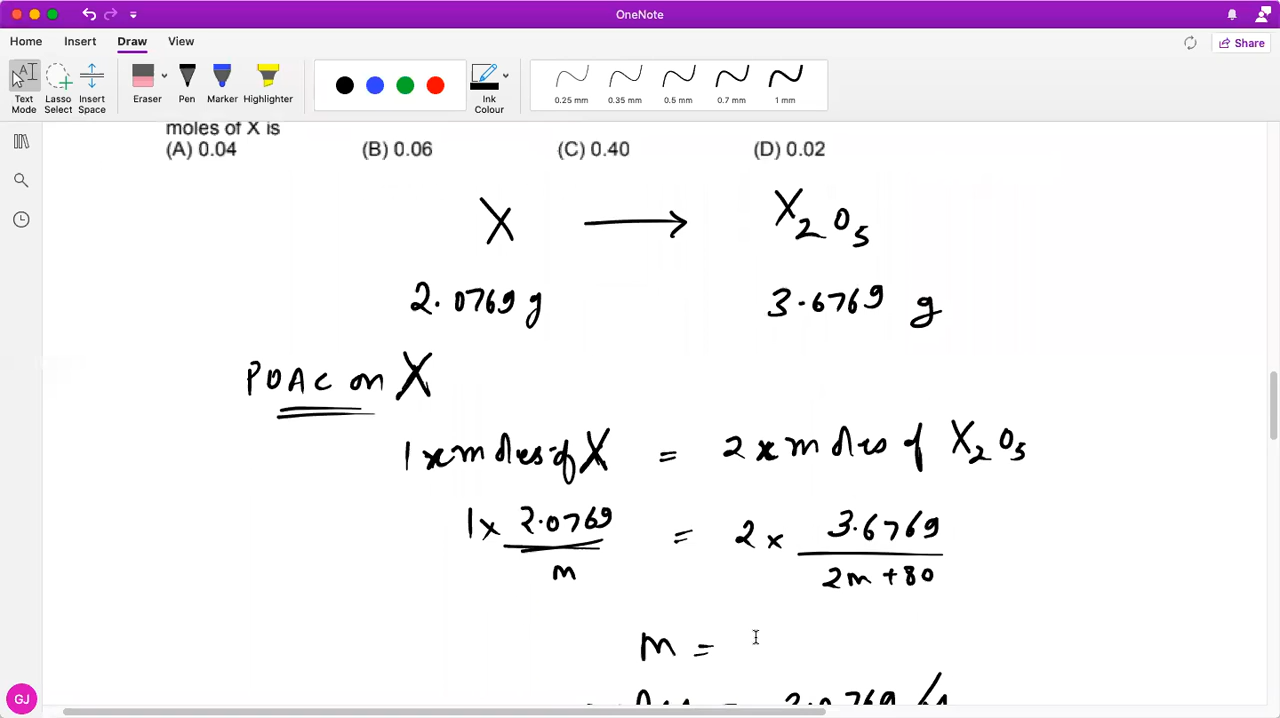 OneNote
Home Insert Draw View
Share
Text Mode
Lasso Select
Insert Space
Eraser
Pen
Marker
Highlighter
Ink Colour
0.25 mm
0.35 mm
0.5 mm
0.7 mm
1 mm
moles of X is
(A) 0.04 (B) 0.06 (C) 0.40 (D) 0.02
X → X₂O₅
2.0769 g 3.6769 g
POAC on X
1 x moles of X = 2 x moles of X₂O₅
1 x 2.0769 / m = 2 x 3.6769 / 2m + 80
m =
= 2.0769 /
GJ